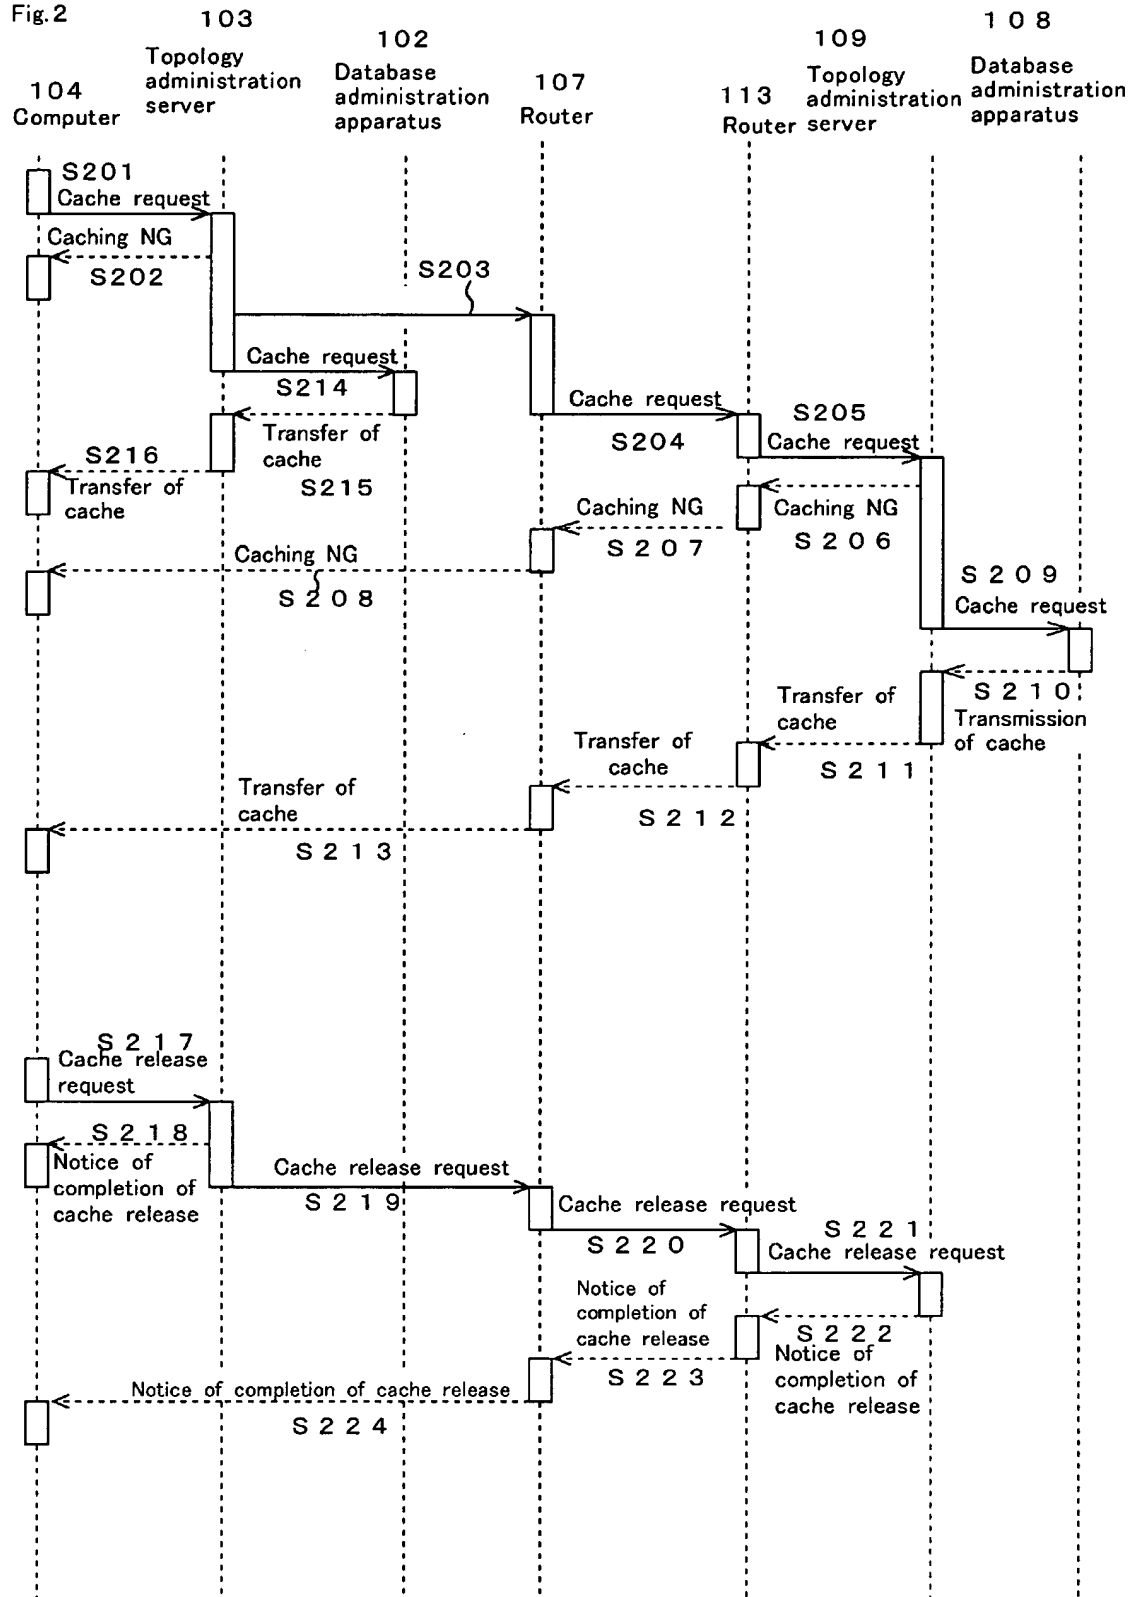 Fig.2
103
Topology
administration
server
102
Database
administration
apparatus
104
Computer
107
Router
113
Router
109
Topology
administration
server
108
Database
administration
apparatus
S201
Cache request
Caching NG
S202
S203
Cache request
S214
Cache request
S204
S205
Cache request
Transfer of
cache
S215
S216
Transfer of
cache
Caching NG
S206
Caching NG
S207
Caching NG
S208
S209
Cache request
S210
Transmission
of cache
Transfer of
cache
S211
Transfer of
cache
S212
Transfer of
cache
S213
S217
Cache release
request
S218
Notice of
completion of
cache release
Cache release request
S219
Cache release request
S220
S221
Cache release request
S222
Notice of
completion of
cache release
Notice of
completion of
cache release
S223
Notice of completion of cache release
S224